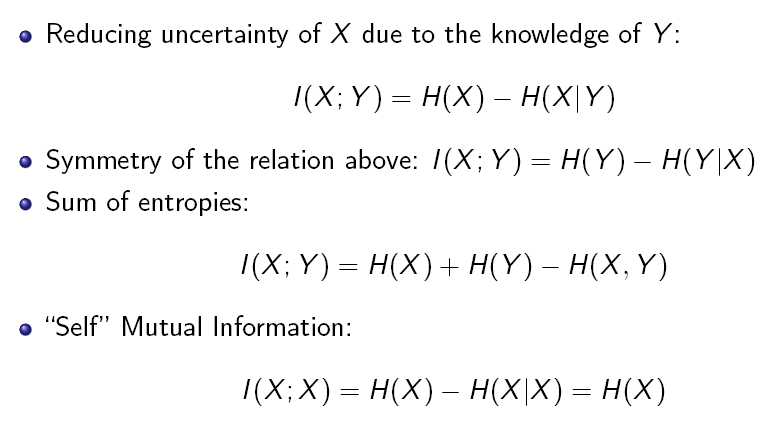 • Reducing uncertainty of X due to the knowledge of Y:
I(X; Y) = H(X) − H(X|Y)
• Symmetry of the relation above: I(X; Y) = H(Y) − H(Y|X)
• Sum of entropies:
I(X; Y) = H(X) + H(Y) − H(X, Y)
• “Self” Mutual Information:
I(X; X) = H(X) − H(X|X) = H(X)